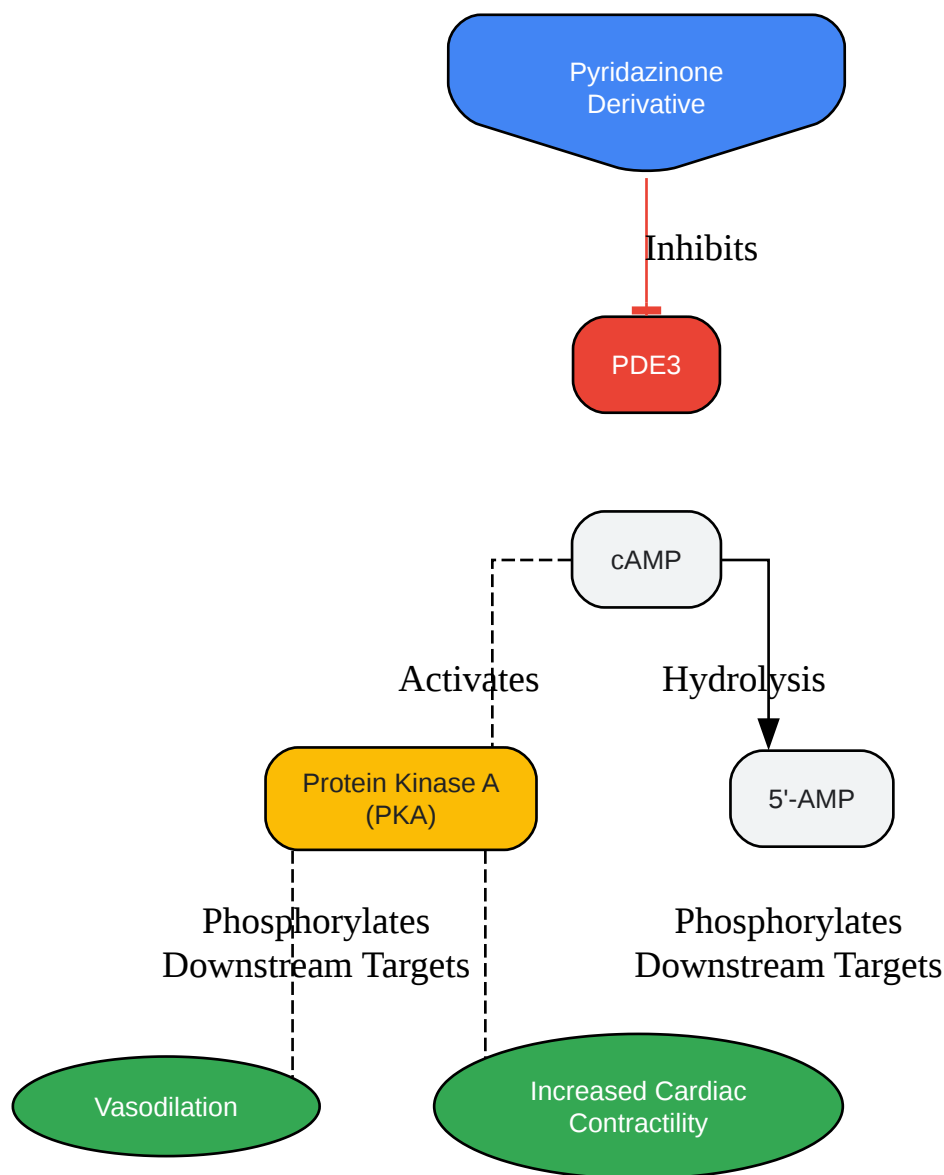 Pyridazinone
Derivative
Inhibits
PDE3
cAMP
Activates
Hydrolysis
Protein Kinase A
(PKA)
5'-AMP
Phosphorylates
Downstream Targets
Phosphorylates
Downstream Targets
Vasodilation
Increased Cardiac
Contractility